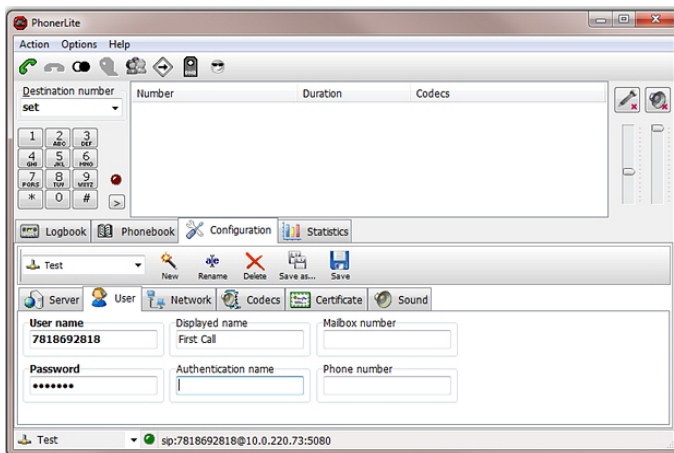 PhonerLite
Action Options Help
Destination number
set
Number Duration Codecs
1 2 ABC 3 DEF
4 GHI 5 JKL 6 MNO
7 PQRS 8 TUV 9 WXYZ
* 0 # >
Logbook Phonebook Configuration Statistics
Test New Rename Delete Save as... Save
Server User Network Codecs Certificate Sound
User name Displayed name Mailbox number
7818692818 First Call
Password Authentication name Phone number
•••••••
Test sip:7818692818@10.0.220.73:5080